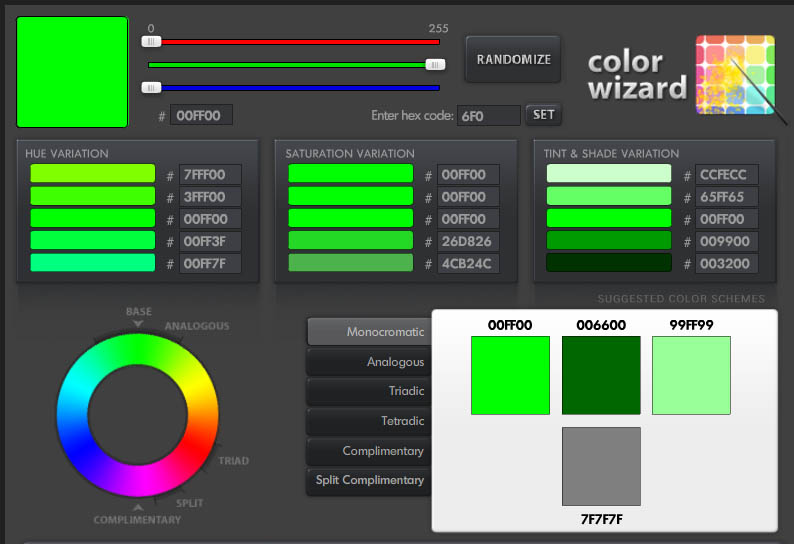 0 255
RANDOMIZE
color
wizard
# 00FF00
Enter hex code: 6F0 SET
HUE VARIATION
# 7FFF00
# 3FFF00
# 00FF00
# 00FF3F
# 00FF7F
SATURATION VARIATION
# 00FF00
# 00FF00
# 00FF00
# 26D826
# 4CB24C
TINT & SHADE VARIATION
# CCFECC
# 65FF65
# 00FF00
# 009900
# 003200
SUGGESTED COLOR SCHEMES
BASE
ANALOGOUS
TRIAD
SPLIT
COMPLIMENTARY
Monocromatic
Analogous
Triadic
Tetradic
Complimentary
Split Complimentary
00FF00 006600 99FF99
7F7F7F